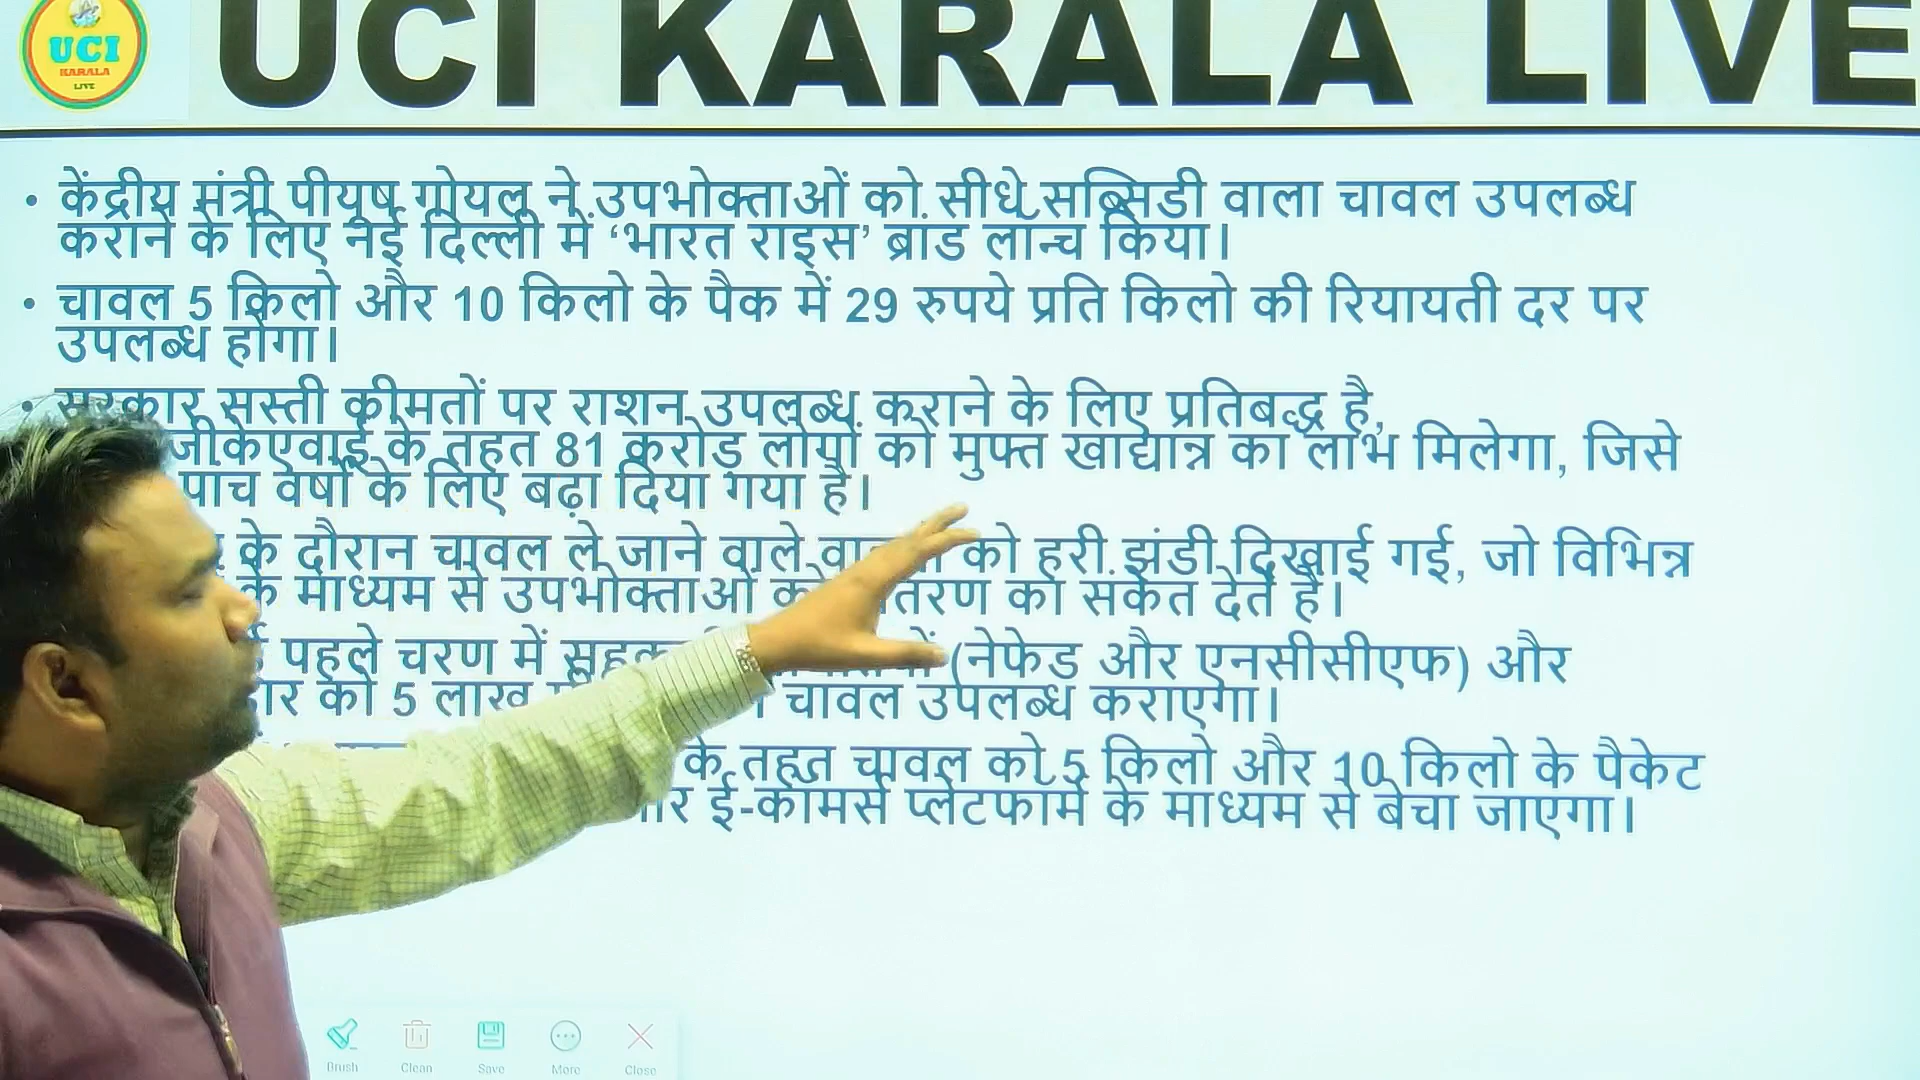 UCI
KARALA
LIVE
UCI KARALA LIVE
• केंद्रीय मंत्री पीयूष गोयल ने उपभोक्ताओं को सीधे सब्सिडी वाला चावल उपलब्ध
कराने के लिए नई दिल्ली में ‘भारत राइस’ ब्रांड लॉन्च किया।
• चावल 5 किलो और 10 किलो के पैक में 29 रुपये प्रति किलो की रियायती दर पर
उपलब्ध होगा।
• सरकार सस्ती कीमतों पर राशन उपलब्ध कराने के लिए प्रतिबद्ध है,
जीकेएवाई के तहत 81 करोड़ लोगों को मुफ्त खाद्यान्न का लाभ मिलेगा, जिसे
पांच वर्षों के लिए बढ़ा दिया गया है।
के दौरान चावल ले जाने वाले को हरी झंडी दिखाई गई, जो विभिन्न
के माध्यम से उपभोक्ताओं को का संकेत देते हैं।
पहले चरण में (नेफेड और एनसीसीएफ) और
को 5 लाख चावल उपलब्ध कराएगा।
के तहत चावल को 5 किलो और 10 किलो के पैकेट
ई-कॉमर्स प्लेटफॉर्म के माध्यम से बेचा जाएगा।
Brush Clean Save More Close